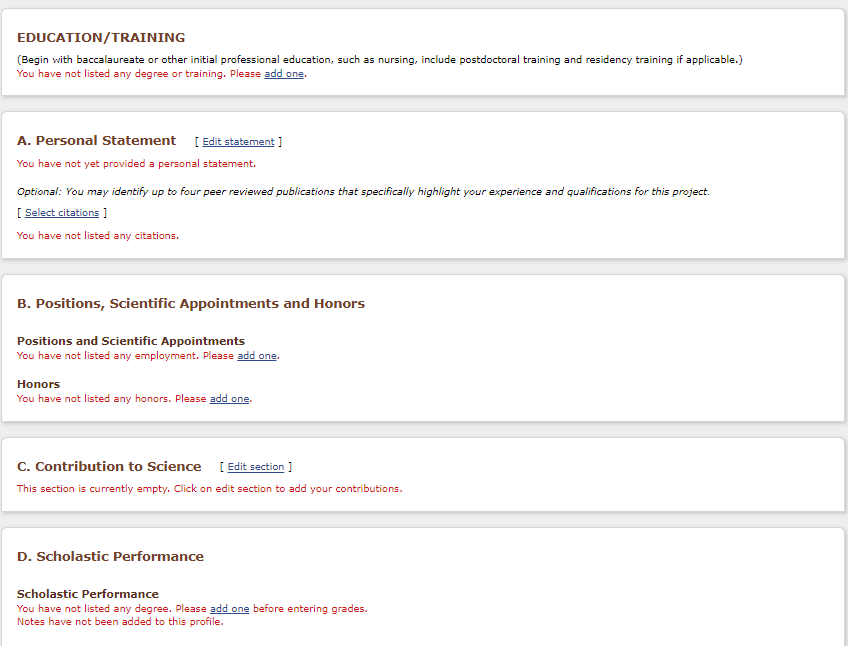 EDUCATION/TRAINING
(Begin with baccalaureate or other initial professional education, such as nursing, include postdoctoral training and residency training if applicable.)
You have not listed any degree or training. Please add one.
A. Personal Statement [ Edit statement ]
You have not yet provided a personal statement.
Optional: You may identify up to four peer reviewed publications that specifically highlight your experience and qualifications for this project.
[ Select citations ]
You have not listed any citations.
B. Positions, Scientific Appointments and Honors
Positions and Scientific Appointments
You have not listed any employment. Please add one.
Honors
You have not listed any honors. Please add one.
C. Contribution to Science [ Edit section ]
This section is currently empty. Click on edit section to add your contributions.
D. Scholastic Performance
Scholastic Performance
You have not listed any degree. Please add one before entering grades.
Notes have not been added to this profile.